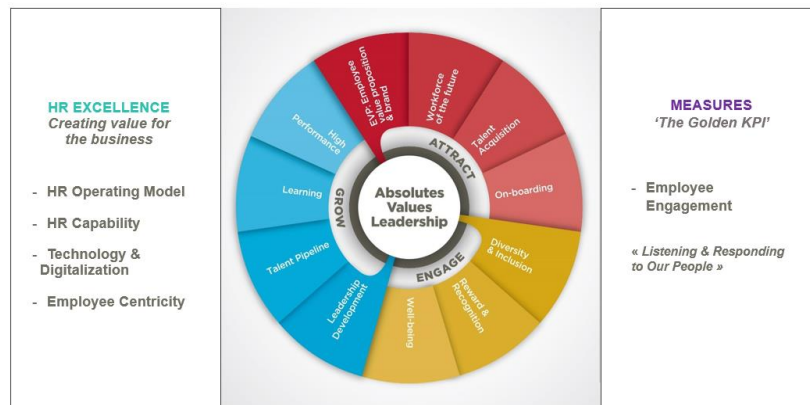 HR EXCELLENCE
Creating value for
the business
- HR Operating Model
- HR Capability
- Technology &
Digitalization
- Employee Centricity
EVP: Employee
value proposition
& brand
Workforce
of the future
Talent
Acquisition
On-boarding
Diversity
& Inclusion
Reward &
Recognition
Well-being
Leadership
Development
Talent Pipeline
Learning
High
Performance
ATTRACT
ENGAGE
GROW
Absolutes
Values
Leadership
MEASURES
‘The Golden KPI’
- Employee
Engagement
« Listening & Responding
to Our People »